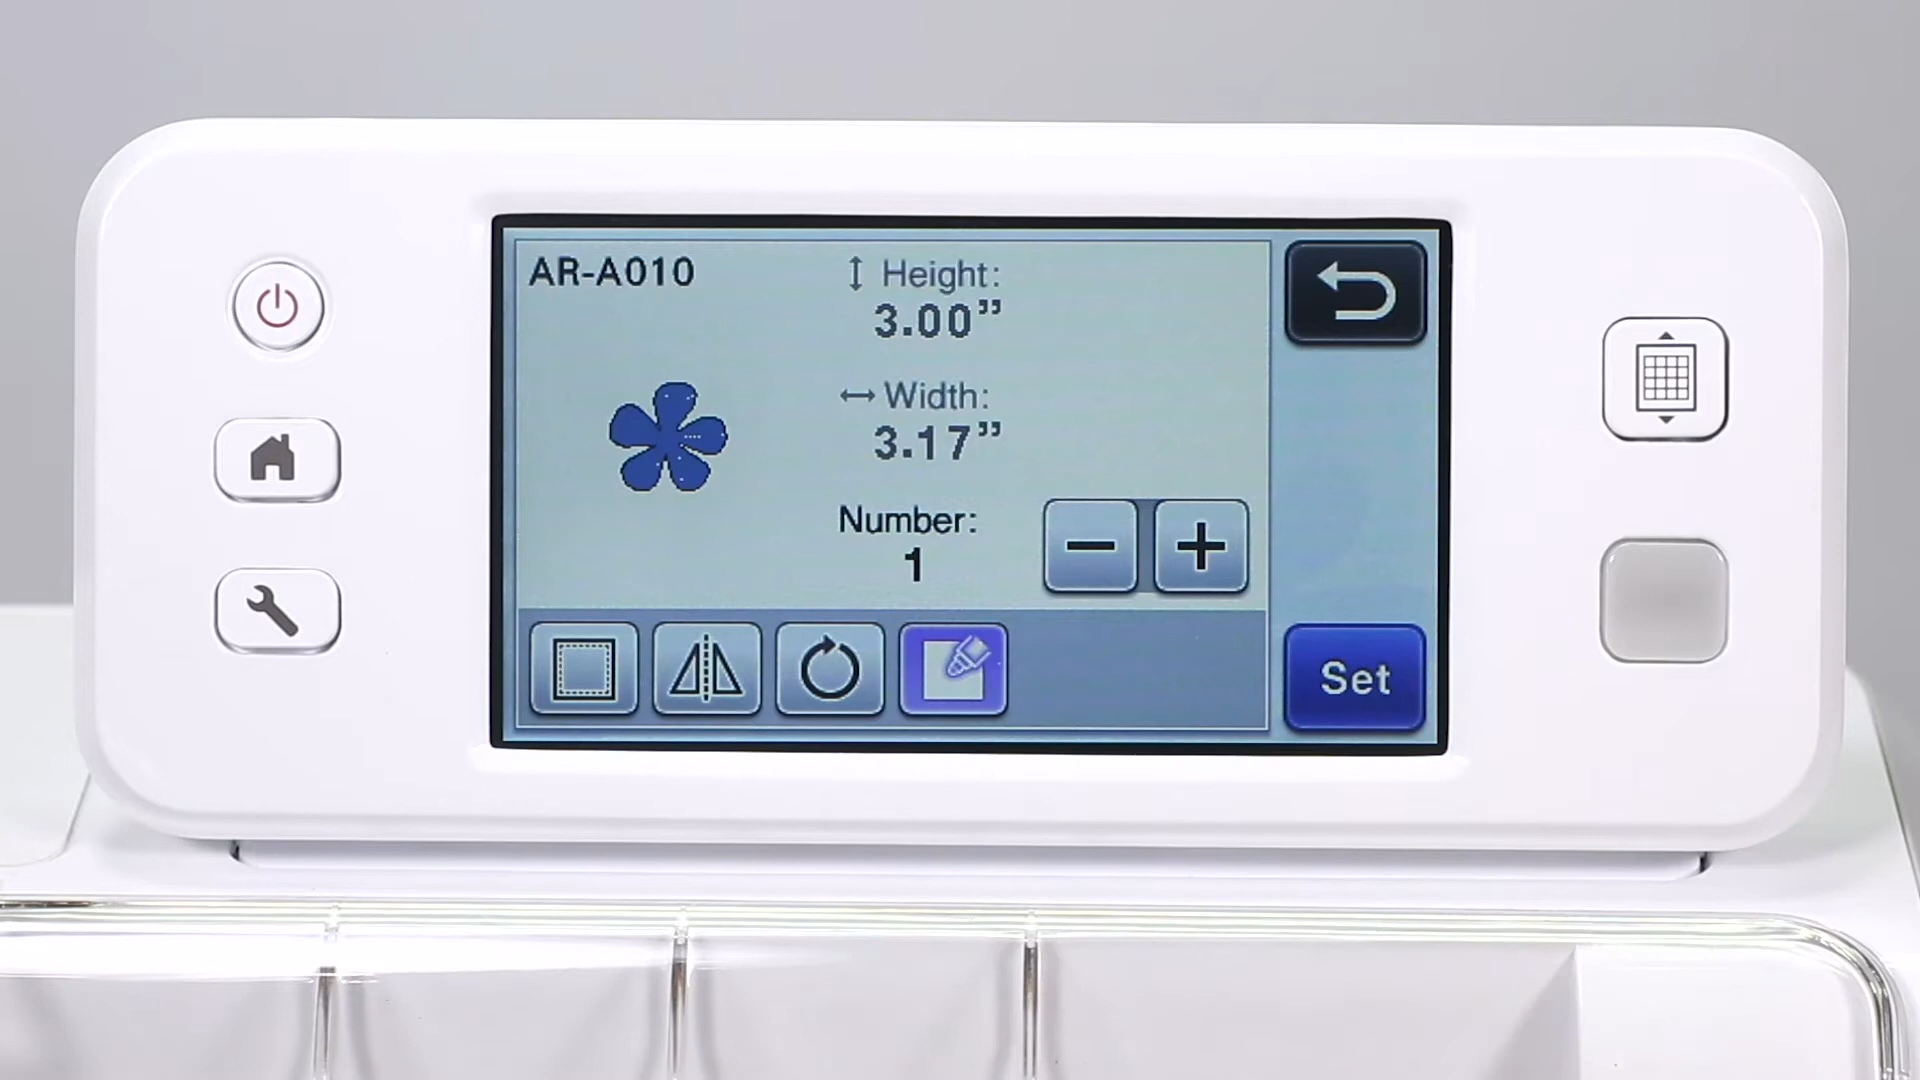 AR-A010
Height:
3.00"
Width:
3.17"
Number:
1
Set